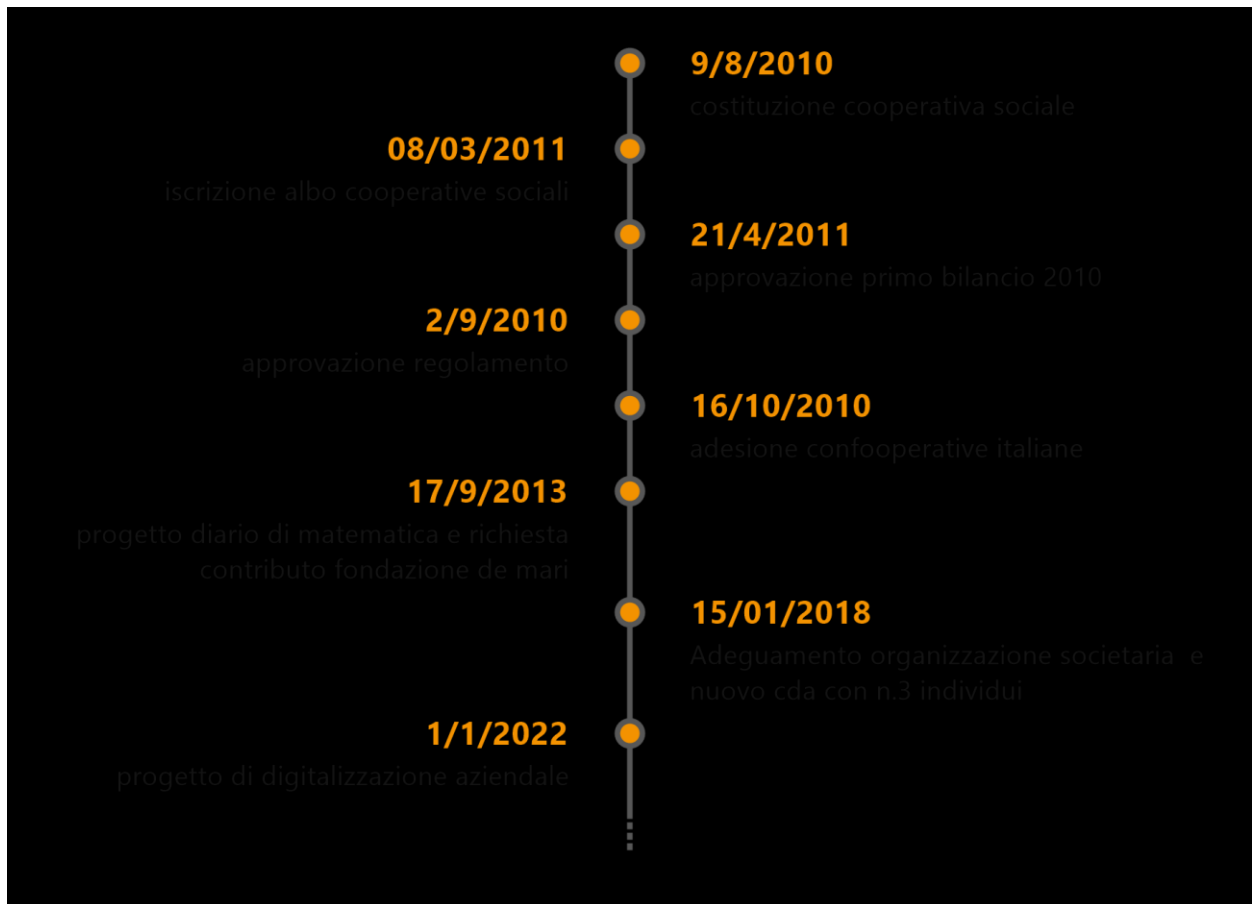 9/8/2010
costituzione cooperativa sociale
08/03/2011
iscrizione albo cooperative sociali
21/4/2011
approvazione primo bilancio 2010
2/9/2010
approvazione regolamento
16/10/2010
adesione confooperative italiane
17/9/2013
progetto diario di matematica e richiesta
contributo fondazione de mari
15/01/2018
Adeguamento organizzazione societaria  e
nuovo cda con n.3 individui
1/1/2022
progetto di digitalizzazione aziendale